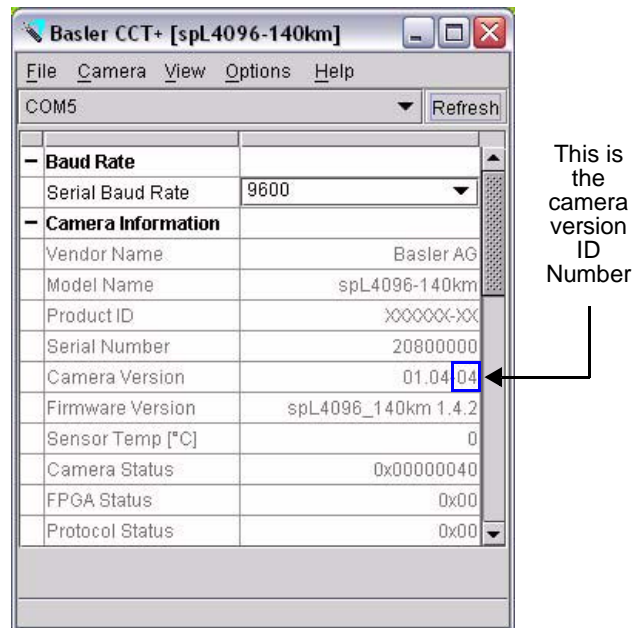 Basler CCT+ [spL4096-140km]
File Camera View Options Help
COM5 Refresh
Baud Rate
Serial Baud Rate 9600
Camera Information
Vendor Name Basler AG
Model Name spL4096-140km
Product ID XXXXXX-XX
Serial Number 20800000
Camera Version 01.04-04
Firmware Version spL4096_140km 1.4.2
Sensor Temp [°C] 0
Camera Status 0x00000040
FPGA Status 0x00
Protocol Status 0x00
This is
the
camera
version
ID
Number